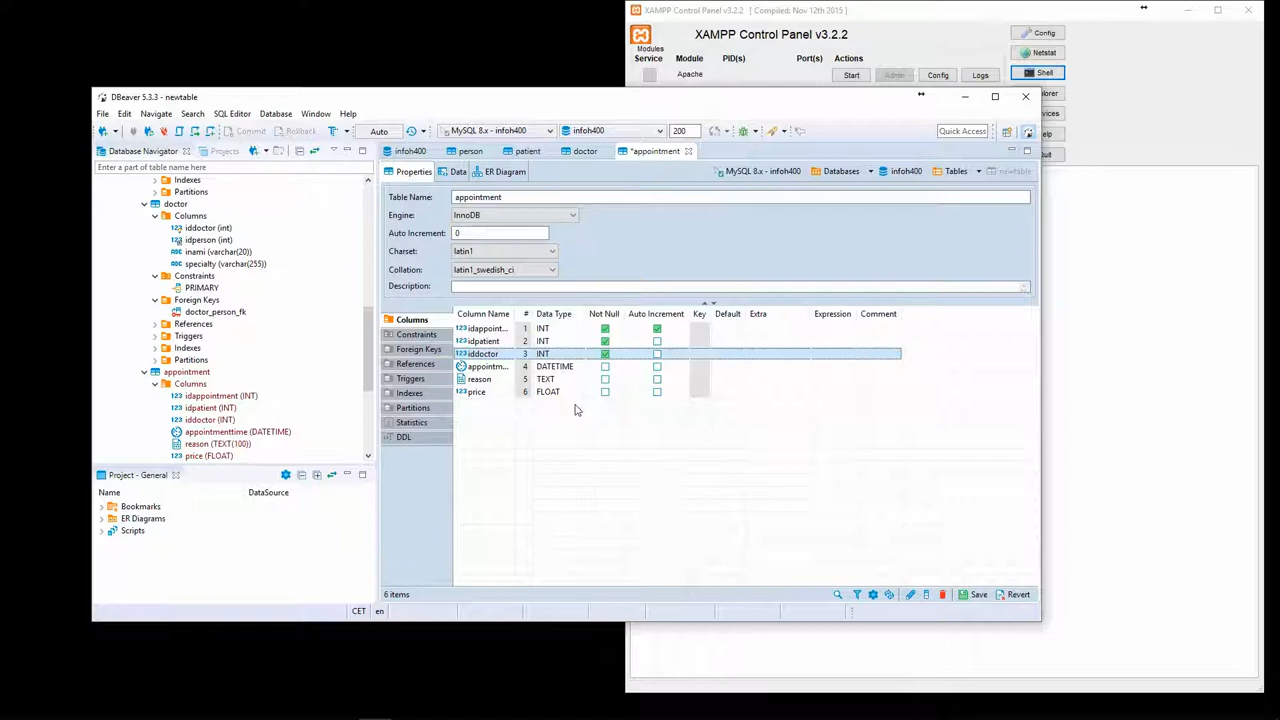 XAMPP Control Panel v3.2.2 [ Compiled: Nov 12th 2015 ]
XAMPP Control Panel v3.2.2
Config
Modules
Service Module PID(s) Port(s) Actions
Netstat
Apache Start Admin Config Logs
Shell
DBeaver 5.3.3 - newtable
File Edit Navigate Search SQL Editor Database Window Help
Commit Rollback Auto MySQL 8.x - infoh400 infoh400 200 Quick Access
Database Navigator Projects
infoh400 person patient doctor *appointment
Enter a part of table name here
Properties Data ER Diagram MySQL 8.x - infoh400 Databases infoh400 Tables newtable
Indexes
Partitions
doctor
Columns
iddoctor (int)
idperson (int)
inami (varchar(20))
specialty (varchar(255))
Constraints
PRIMARY
Foreign Keys
doctor_person_fk
References
Triggers
Indexes
Partitions
appointment
Columns
idappointment (INT)
idpatient (INT)
iddoctor (INT)
appointmenttime (DATETIME)
reason (TEXT(100))
price (FLOAT)
Table Name: appointment
Engine: InnoDB
Auto Increment: 0
Charset: latin1
Collation: latin1_swedish_ci
Description:
Columns
Constraints
Foreign Keys
References
Triggers
Indexes
Partitions
Statistics
DDL
Column Name # Data Type Not Null Auto Increment Key Default Extra Expression Comment
123 idappoint... 1 INT
123 idpatient 2 INT
123 iddoctor 3 INT
appointm... 4 DATETIME
reason 5 TEXT
123 price 6 FLOAT
Project - General
Name DataSource
Bookmarks
ER Diagrams
Scripts
6 items Save Revert
CET en